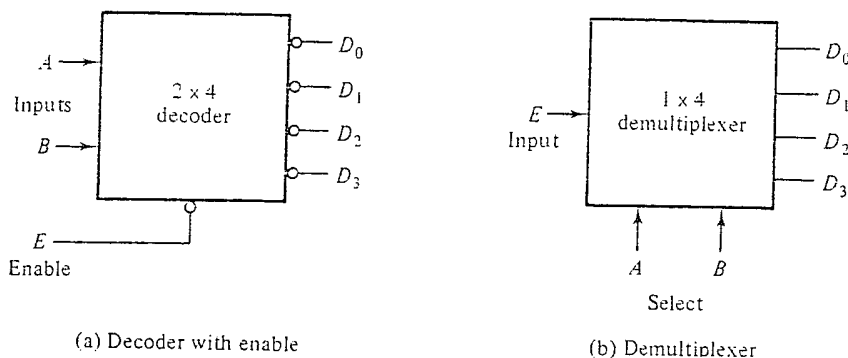 A
Inputs
B
2 x 4
decoder
D₀
D₁
D₂
D₃
E
Enable
(a) Decoder with enable
E
Input
1 x 4
demultiplexer
D₀
D₁
D₂
D₃
A B
Select
(b) Demultiplexer